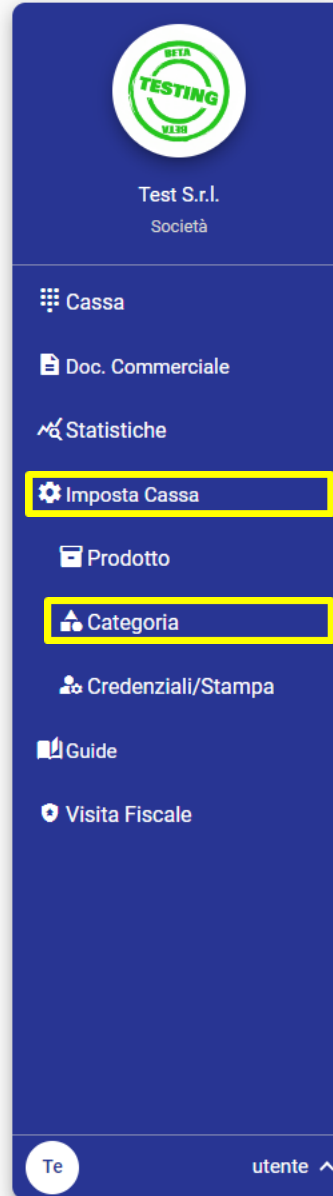 BETA
TESTING
BETA
Test S.r.l.
Società
Cassa
Doc. Commerciale
Statistiche
Imposta Cassa
Prodotto
Categoria
Credenziali/Stampa
Guide
Visita Fiscale
Te
utente